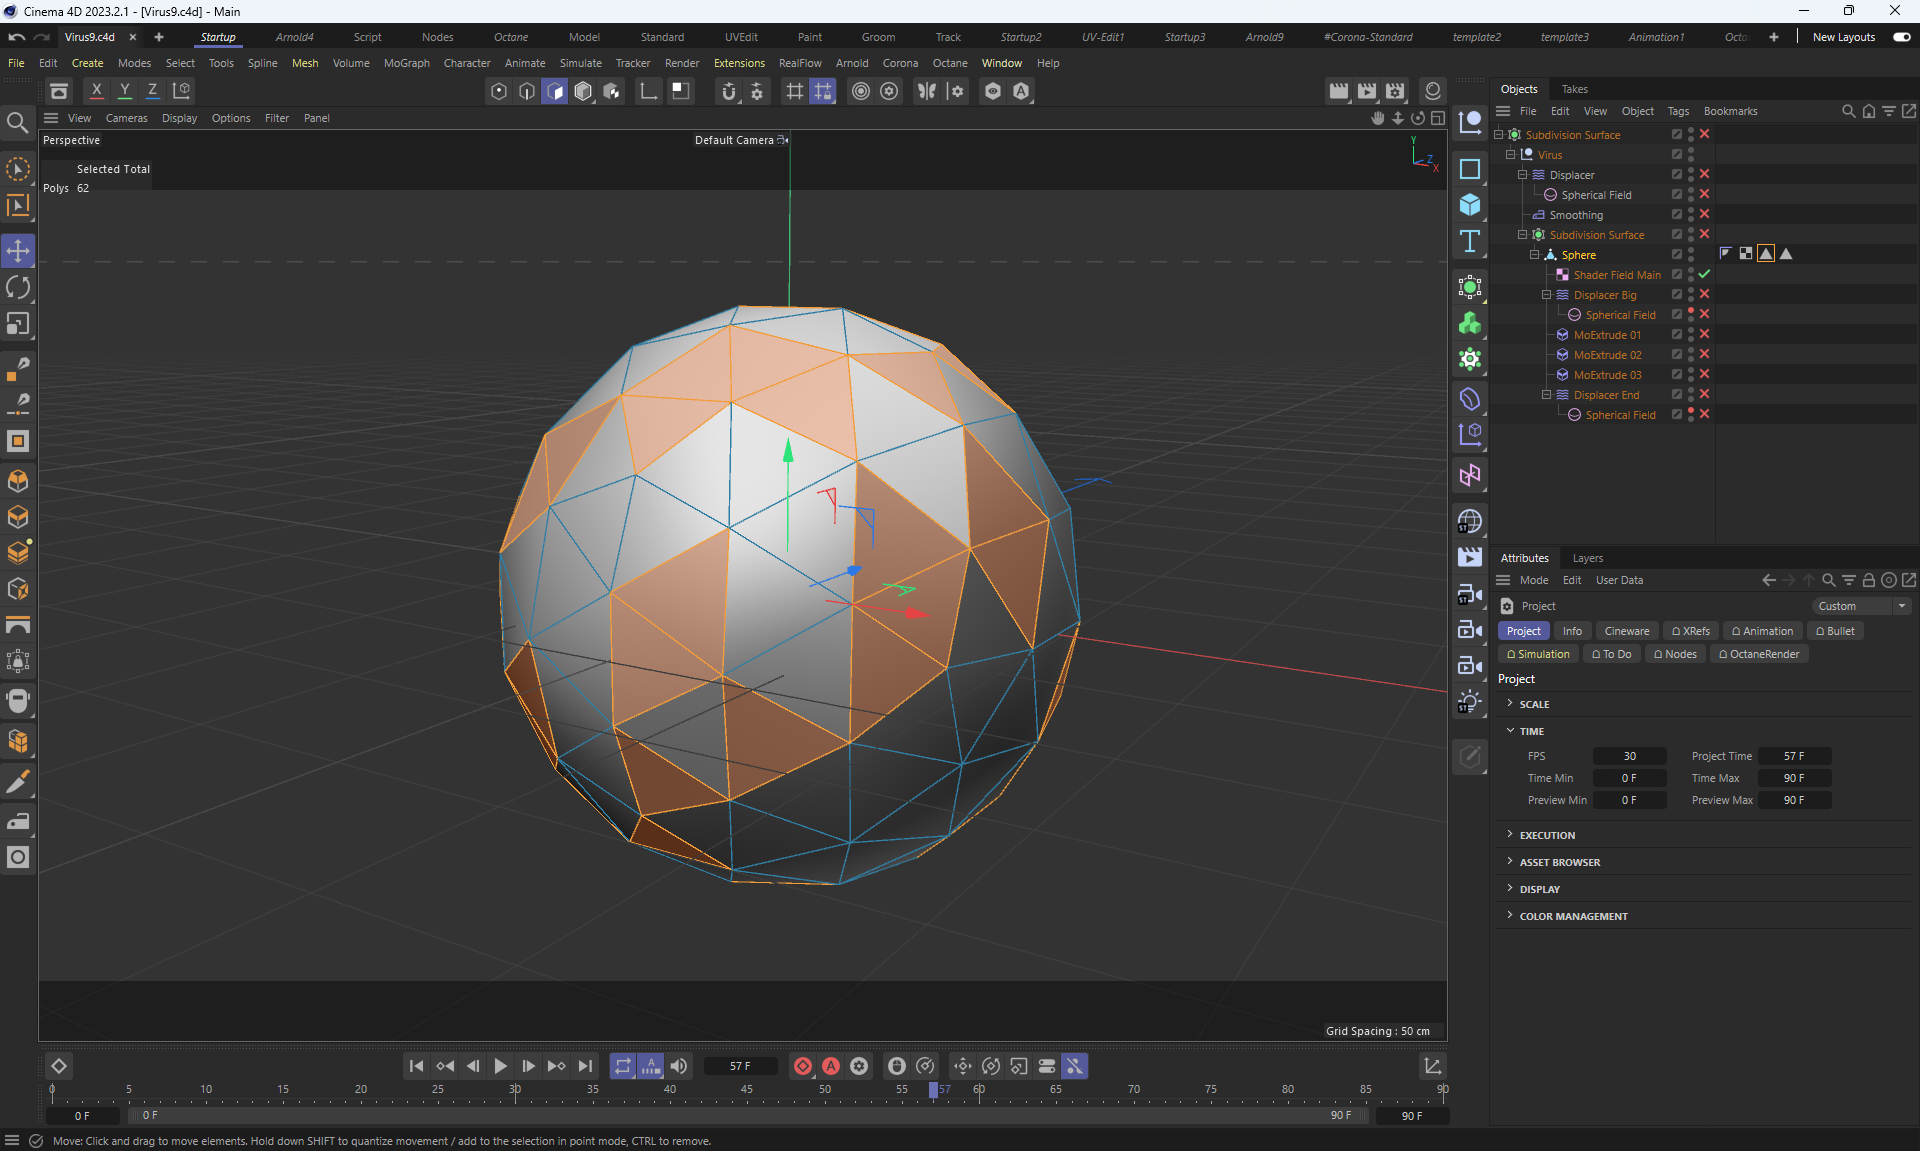 Cinema 4D 2023.2.1 - [Virus9.c4d] - Main
Virus9.c4d
Startup
Arnold4
Script
Nodes
Octane
Model
Standard
UVEdit
Paint
Groom
Track
Startup2
UV-Edit1
Startup3
Arnold9
#Corona-Standard
template2
template3
Animation1
New Layouts
File Edit Create Modes Select Tools Spline Mesh Volume MoGraph Character Animate Simulate Tracker Render Extensions RealFlow Arnold Corona Octane Window Help
X Y Z
View Cameras Display Options Filter Panel
Perspective
Default Camera
Selected Total
Polys 62
Y
Z
X
Grid Spacing : 50 cm
Objects Takes
File Edit View Object Tags Bookmarks
Subdivision Surface
Virus
Displacer
Spherical Field
Smoothing
Subdivision Surface
Sphere
Shader Field Main
Displacer Big
Spherical Field
MoExtrude 01
MoExtrude 02
MoExtrude 03
Displacer End
Spherical Field
Attributes Layers
Mode Edit User Data
Project
Custom
Project Info Cineware XRefs Animation Bullet
Simulation To Do Nodes OctaneRender
Project
SCALE
TIME
FPS 30 Project Time 57 F
Time Min 0 F Time Max 90 F
Preview Min 0 F Preview Max 90 F
EXECUTION
ASSET BROWSER
DISPLAY
COLOR MANAGEMENT
57 F
0 5 10 15 20 25 30 35 40 45 50 55 57 60 65 70 75 80 85 90
0 F 0 F 90 F 90 F
Move: Click and drag to move elements. Hold down SHIFT to quantize movement / add to the selection in point mode, CTRL to remove.